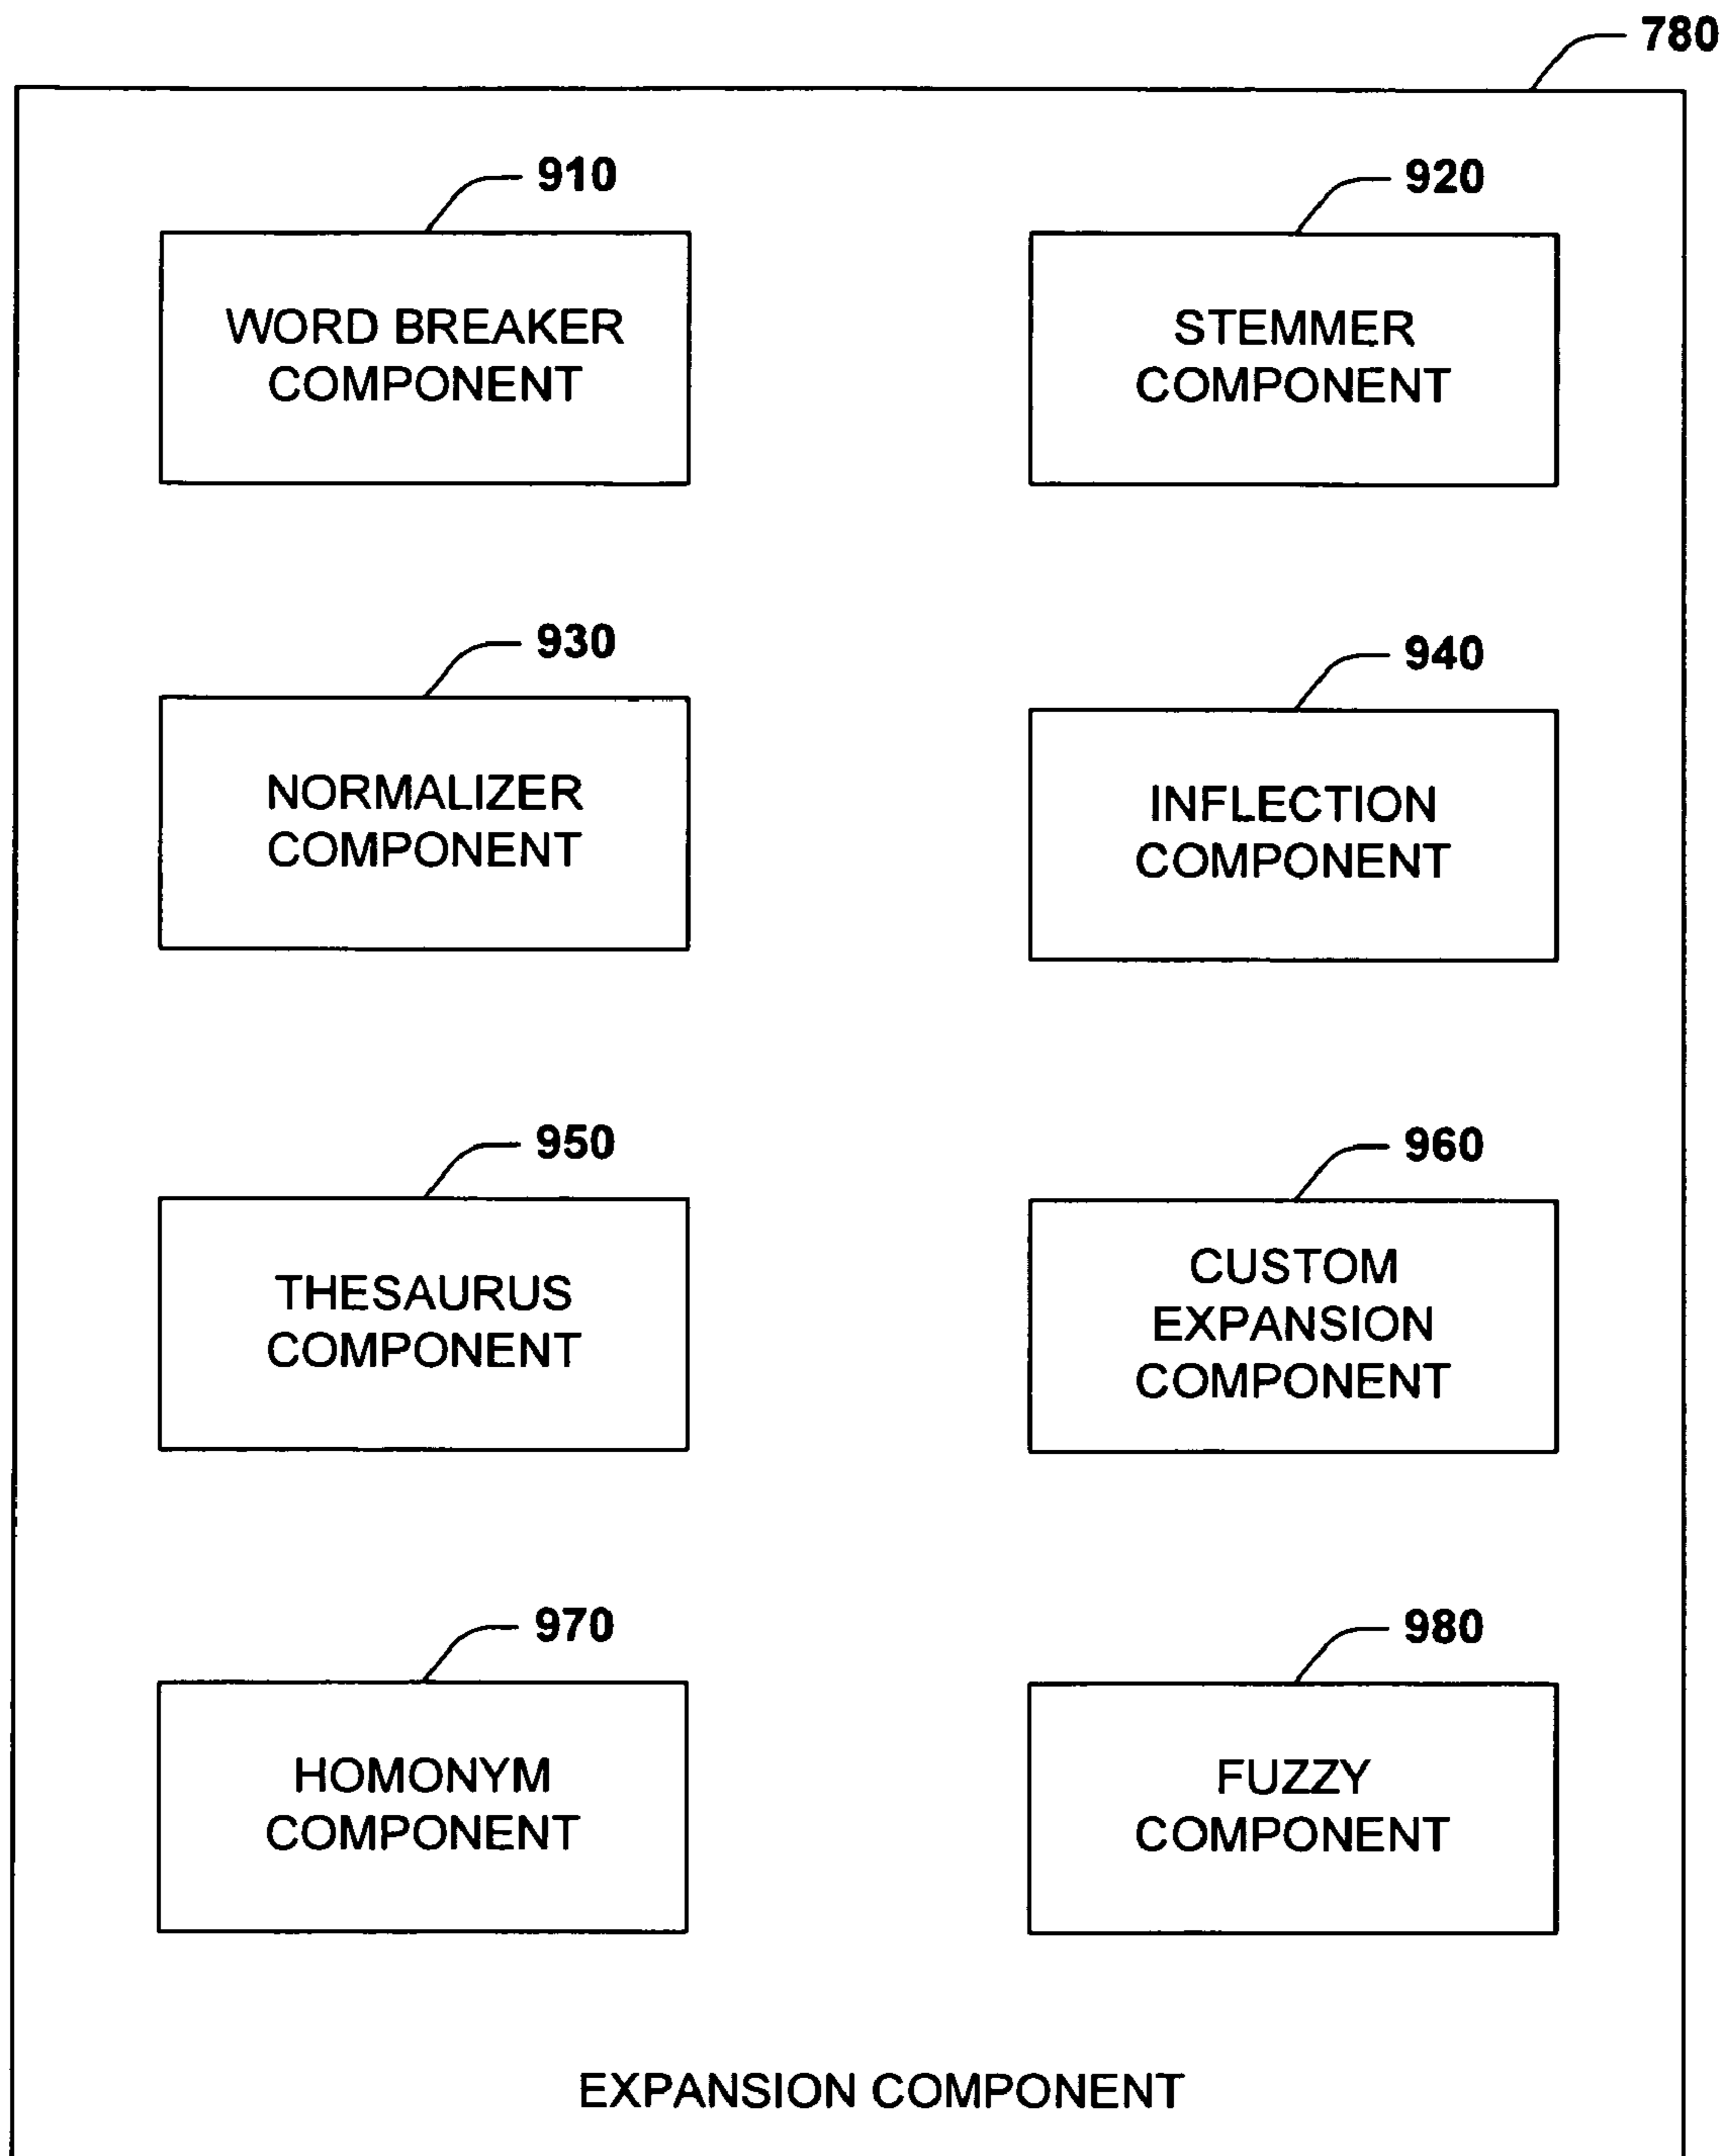 780
910
920
WORD BREAKER
COMPONENT
STEMMER
COMPONENT
930
940
NORMALIZER
COMPONENT
INFLECTION
COMPONENT
950
960
THESAURUS
COMPONENT
CUSTOM
EXPANSION
COMPONENT
970
980
HOMONYM
COMPONENT
FUZZY
COMPONENT
EXPANSION COMPONENT